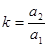 k = a₂/a₁